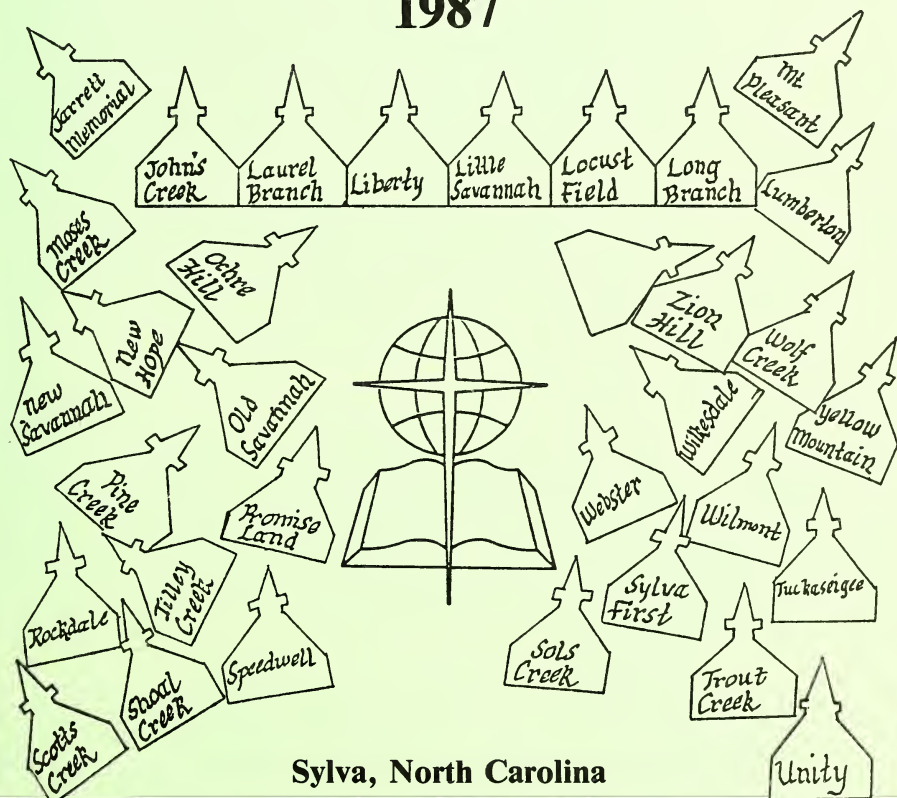 1987
Jarrett
Memorial
John's
Creek
Laurel
Branch
Liberty
Little
Savannah
Locust
Field
Long
Branch
Mt
Pleasant
Lumberton
Moses
Creek
Ochre
Hill
New
Hope
New
Savannah
Old
Savannah
Zion
Hill
Wolf
Creek
Yellow
Mountain
Wilkesdale
Pine
Creek
Promise
Land
Webster
Wilmont
Tuckaseigee
Tilley
Creek
Rockdale
Sylva
First
Speedwell
Sols
Creek
Shoal
Creek
Trout
Creek
Scotts
Creek
Unity
Sylva, North Carolina